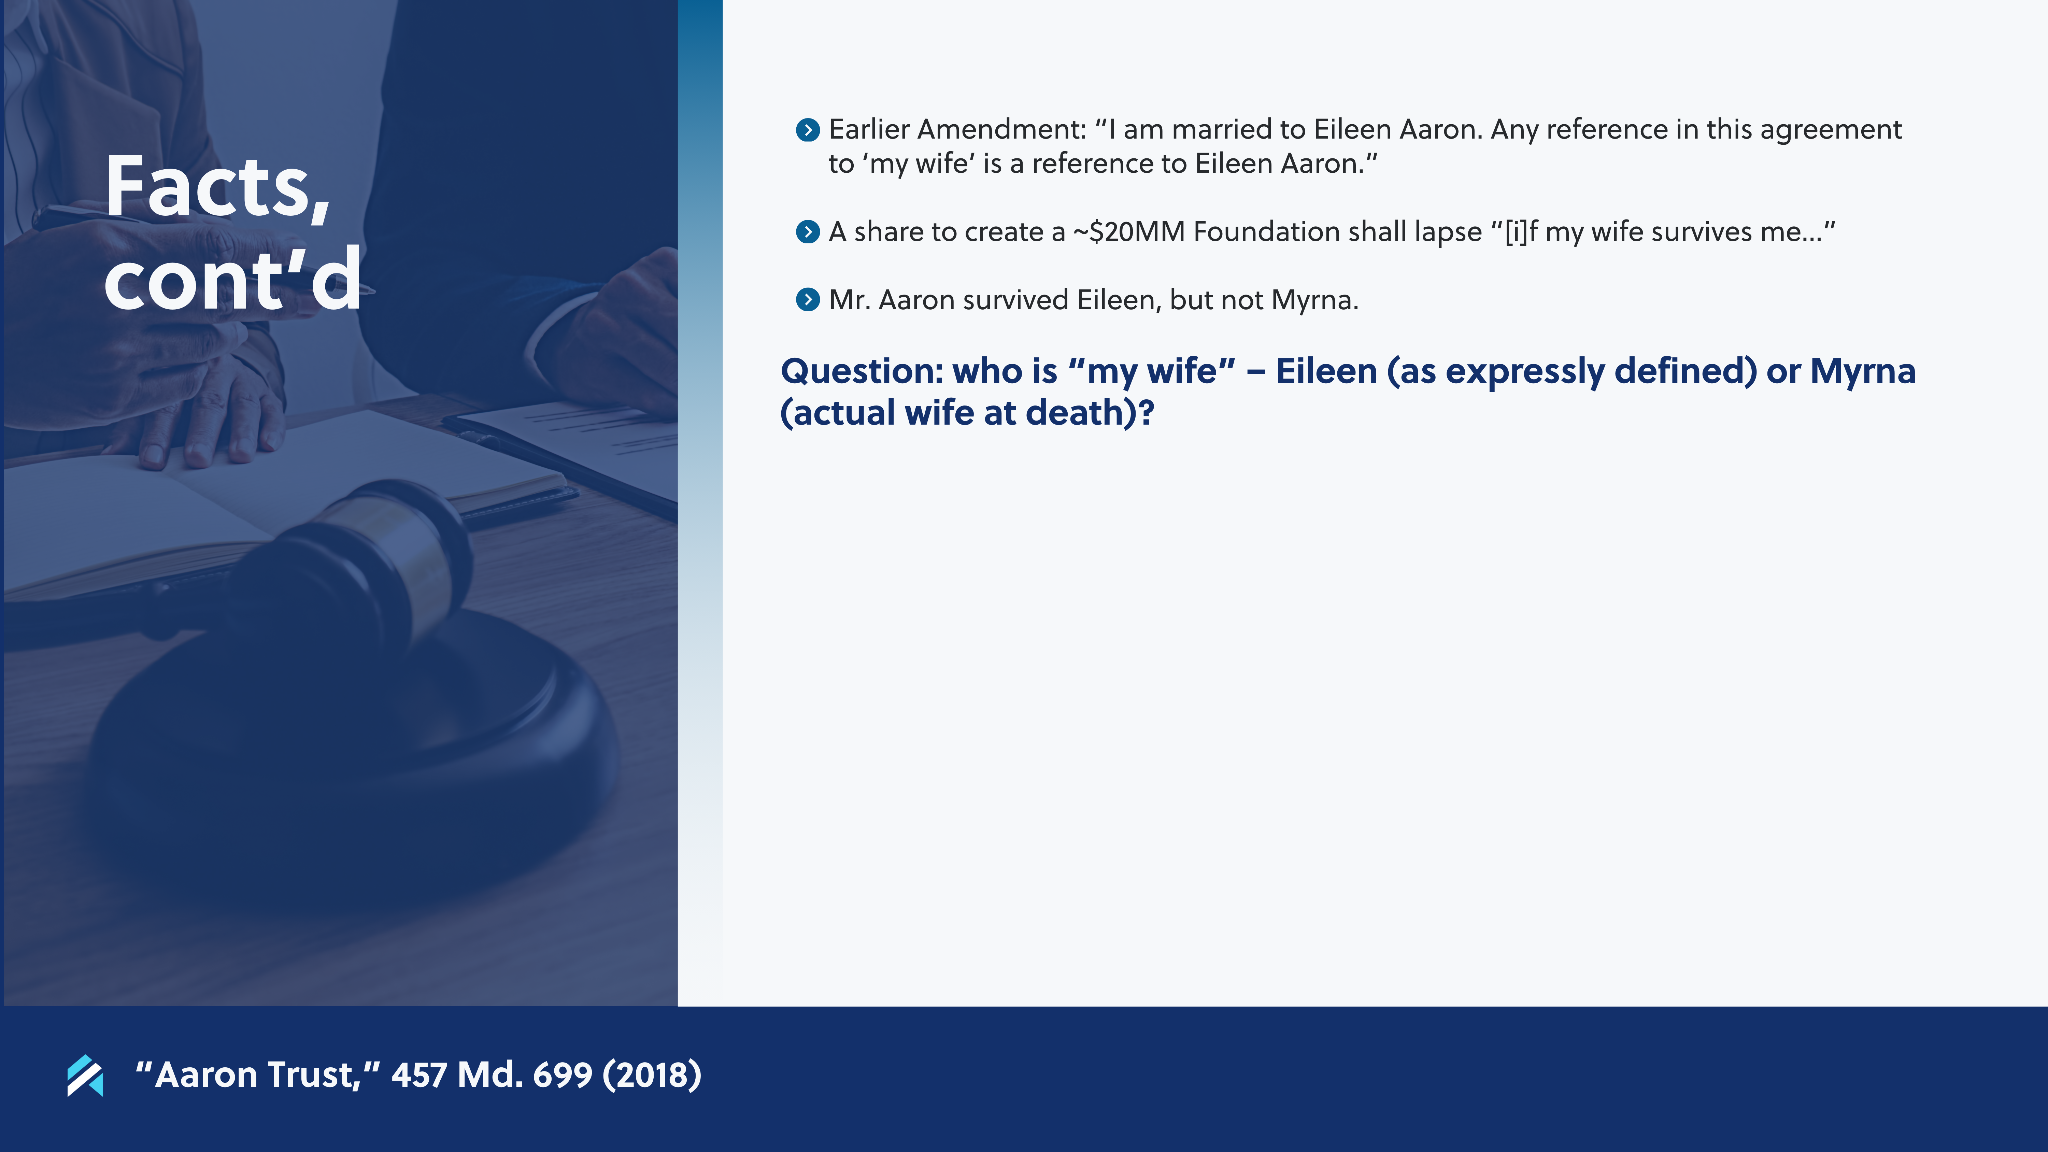 Facts,
cont’d
Earlier Amendment: “I am married to Eileen Aaron. Any reference in this agreement
to ‘my wife’ is a reference to Eileen Aaron.”
A share to create a ~$20MM Foundation shall lapse “[i]f my wife survives me…”
Mr. Aaron survived Eileen, but not Myrna.
Question: who is “my wife” – Eileen (as expressly defined) or Myrna
(actual wife at death)?
“Aaron Trust,” 457 Md. 699 (2018)